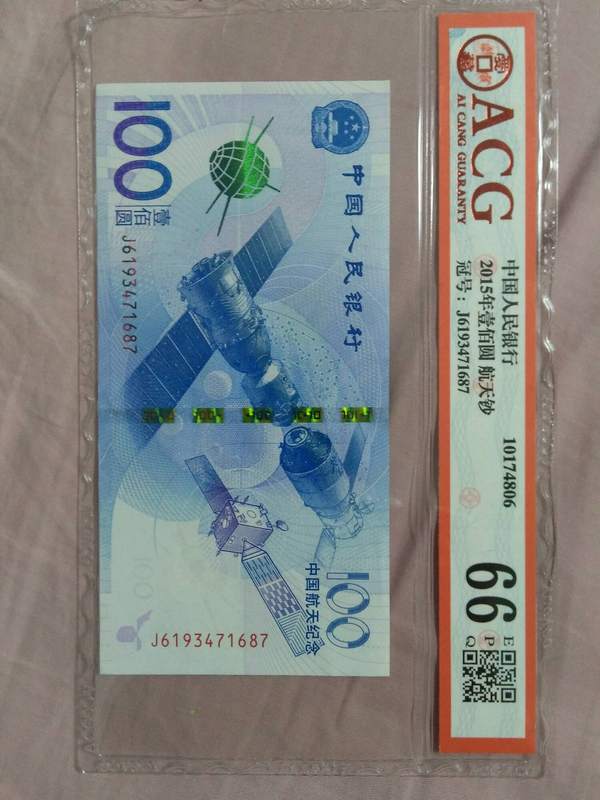 ACG
AI CANG GUARANTY
中国人民银行 10174806
2015年壹佰圆 航天钞
冠号：J6193471687
66
E
P
Q
中国人民银行
100
壹佰圆
J6193471687
100
中国航天纪念
J6193471687